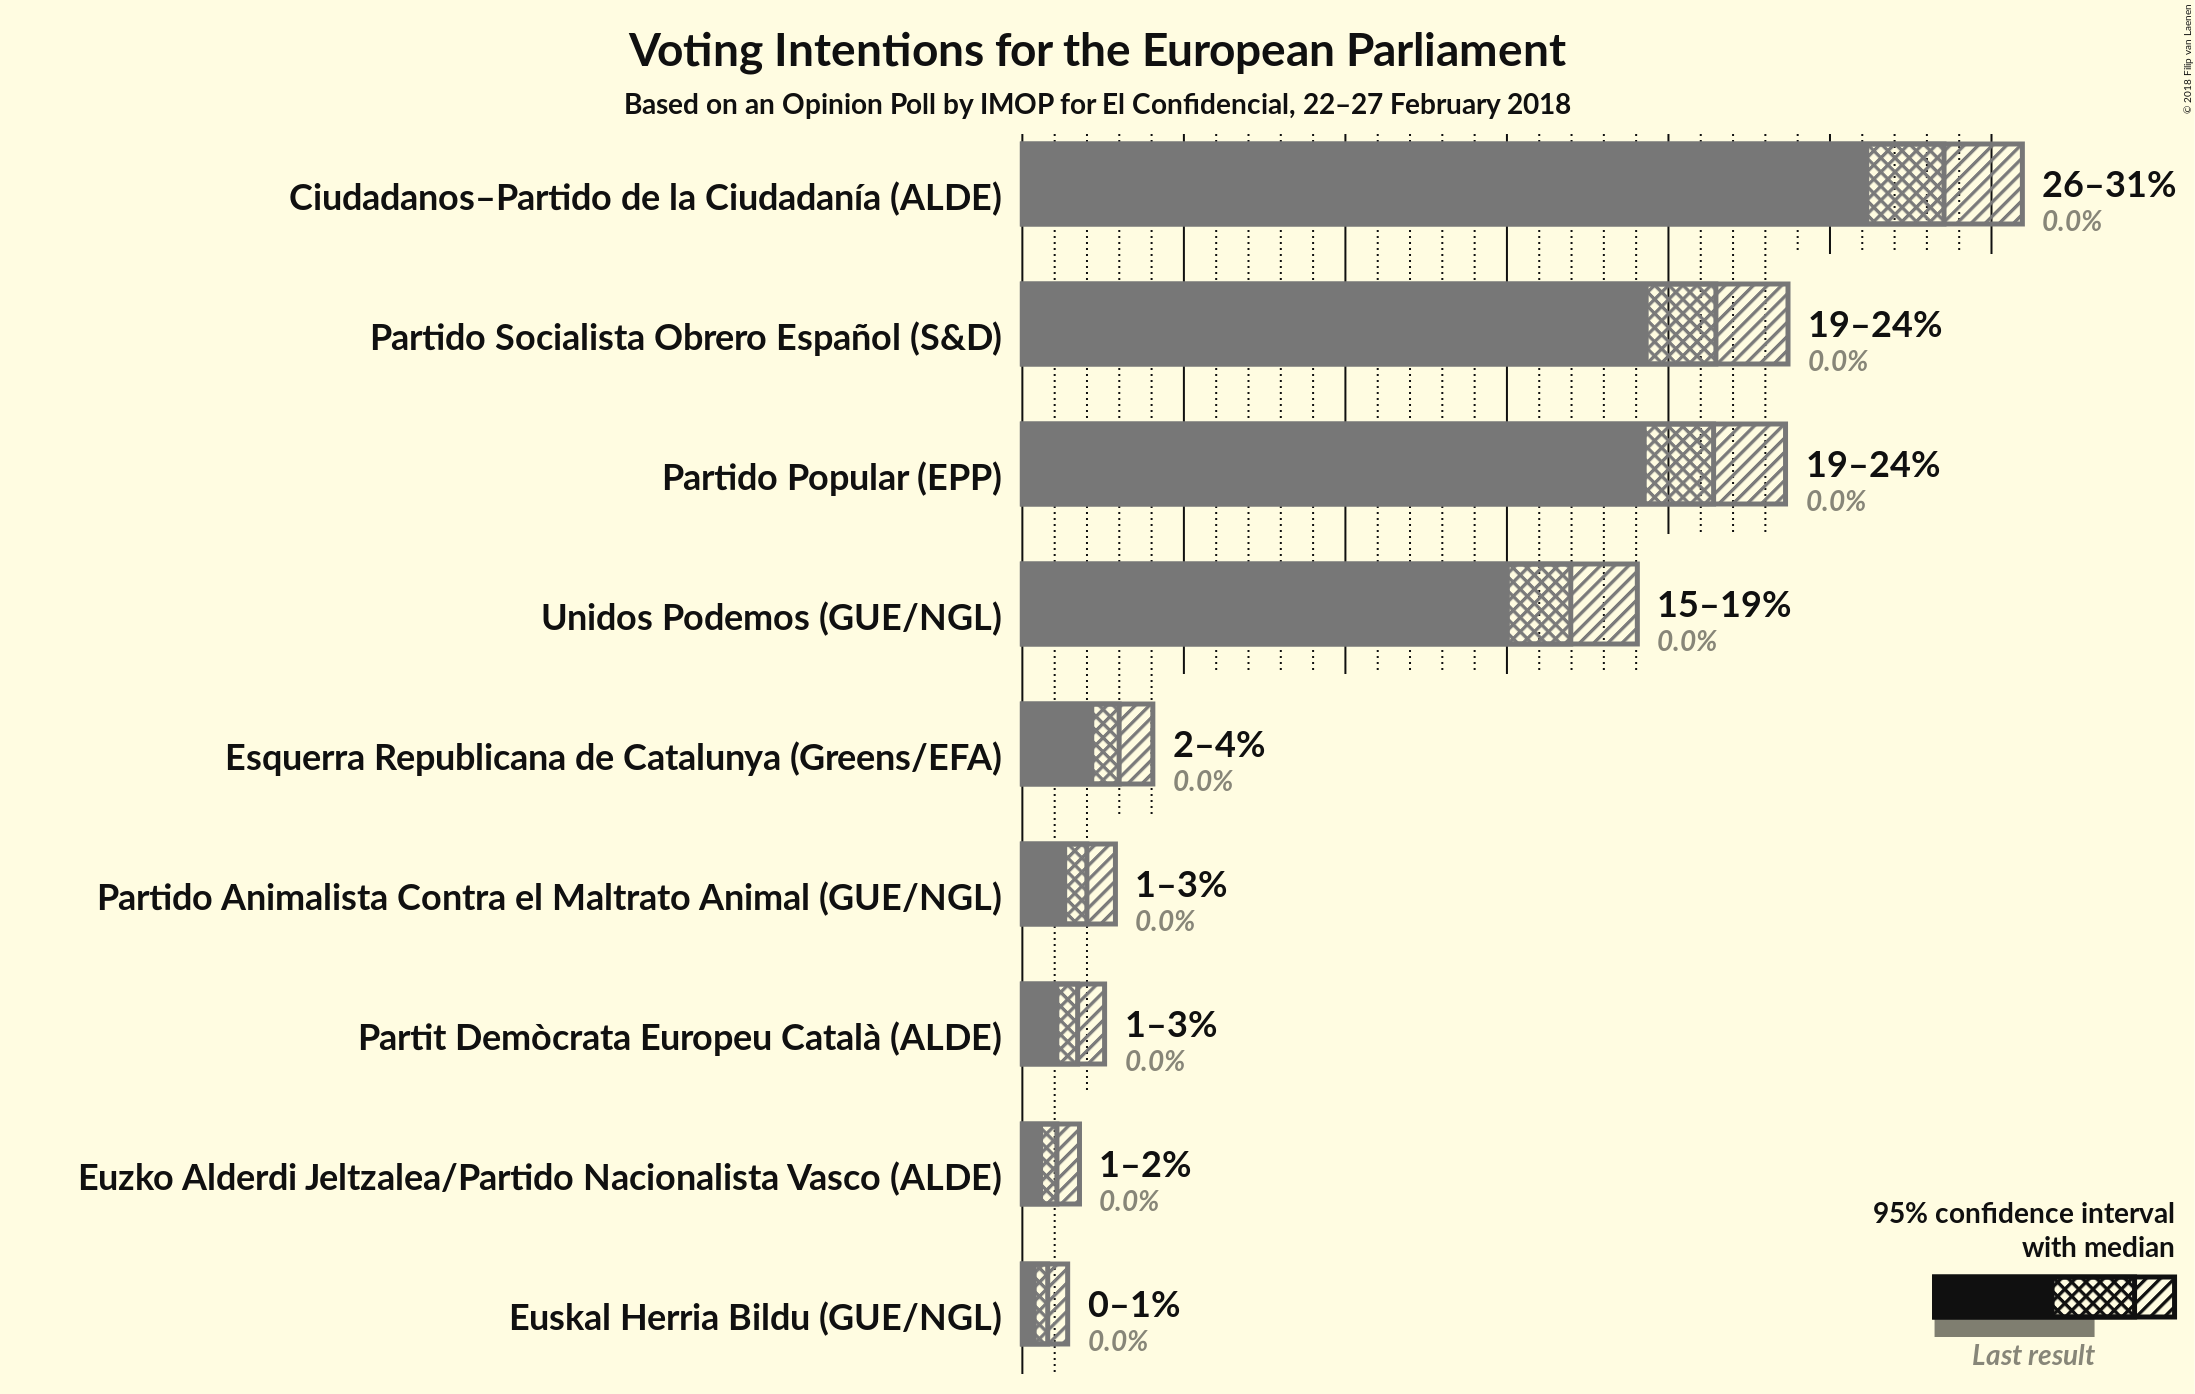 Voting Intentions for the European Parliament
Based on an Opinion Poll by IMOP for El Confidencial, 22–27 February 2018
© 2018 Filip van Laenen
Ciudadanos–Partido de la Ciudadanía (ALDE)
26–31%
0.0%
Partido Socialista Obrero Español (S&D)
19–24%
0.0%
Partido Popular (EPP)
19–24%
0.0%
Unidos Podemos (GUE/NGL)
15–19%
0.0%
Esquerra Republicana de Catalunya (Greens/EFA)
2–4%
0.0%
Partido Animalista Contra el Maltrato Animal (GUE/NGL)
1–3%
0.0%
Partit Demòcrata Europeu Català (ALDE)
1–3%
0.0%
Euzko Alderdi Jeltzalea/Partido Nacionalista Vasco (ALDE)
1–2%
0.0%
Euskal Herria Bildu (GUE/NGL)
0–1%
0.0%
95% confidence interval
with median
Last result